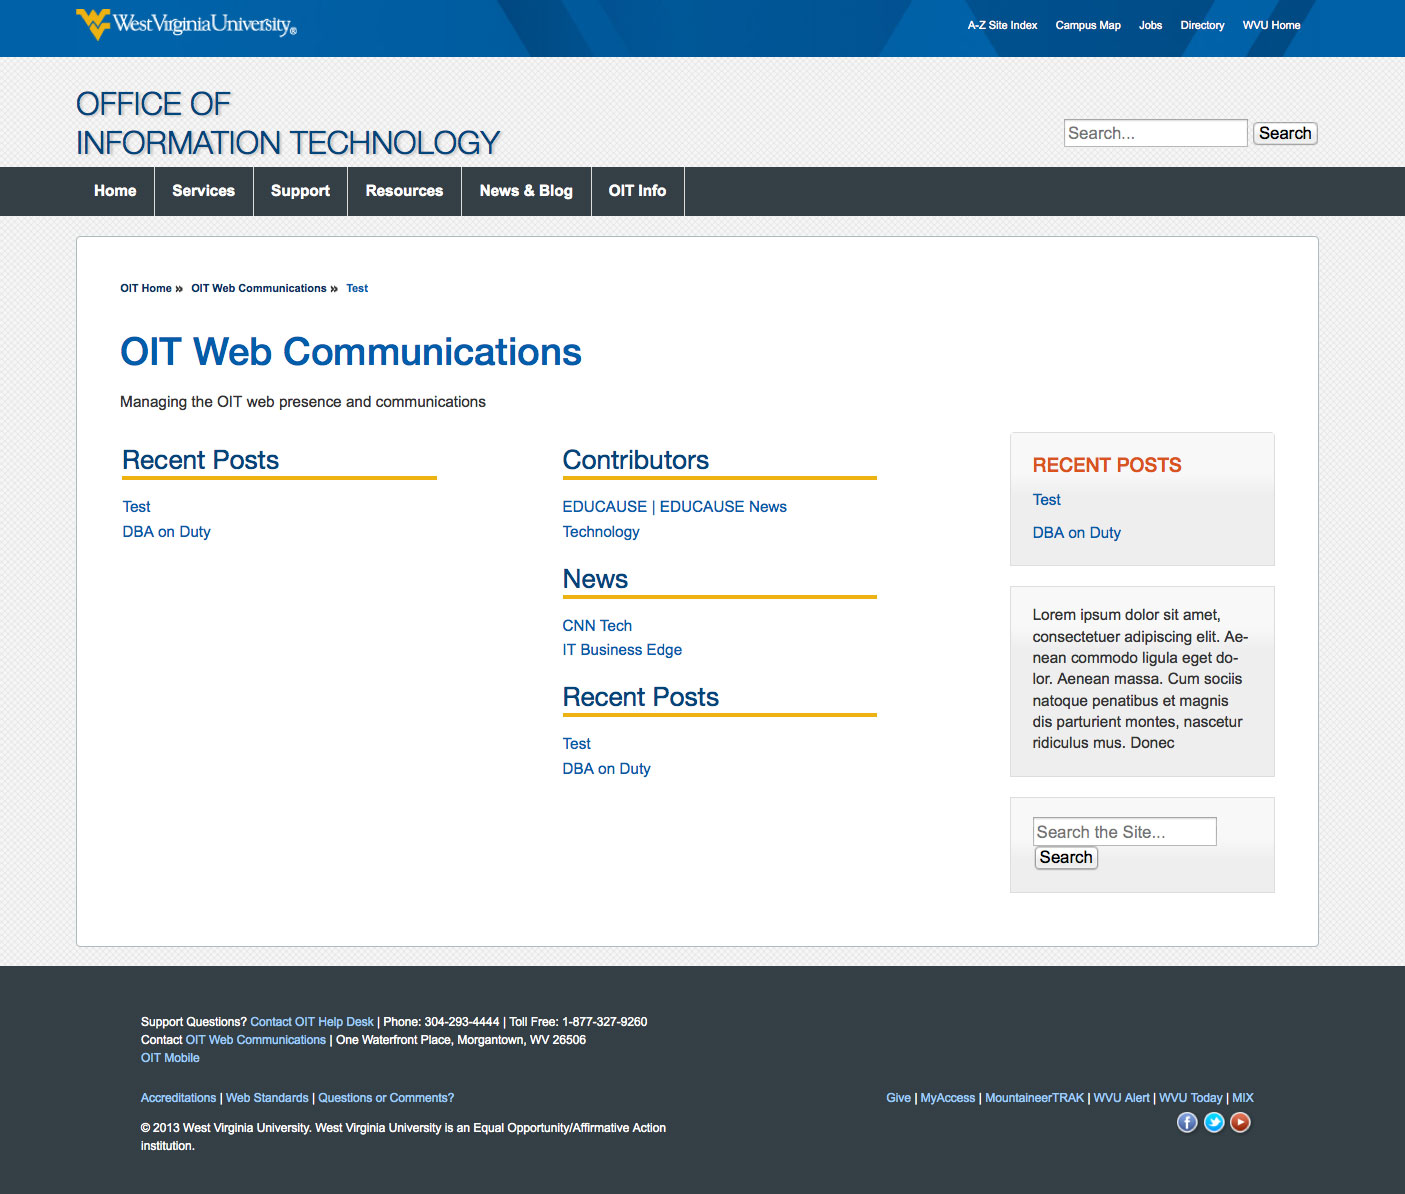 West Virginia University®
A-Z Site Index Campus Map Jobs Directory WVU Home
OFFICE OF
INFORMATION TECHNOLOGY
Search... Search
Home Services Support Resources News & Blog OIT Info
OIT Home » OIT Web Communications » Test
OIT Web Communications
Managing the OIT web presence and communications
Recent Posts
Test
DBA on Duty
Contributors
EDUCAUSE | EDUCAUSE News
Technology
News
CNN Tech
IT Business Edge
Recent Posts
Test
DBA on Duty
RECENT POSTS
Test
DBA on Duty
Lorem ipsum dolor sit amet,
consectetuer adipiscing elit. Ae-
nean commodo ligula eget do-
lor. Aenean massa. Cum sociis
natoque penatibus et magnis
dis parturient montes, nascetur
ridiculus mus. Donec
Search the Site...
Search
Support Questions? Contact OIT Help Desk | Phone: 304-293-4444 | Toll Free: 1-877-327-9260
Contact OIT Web Communications | One Waterfront Place, Morgantown, WV 26506
OIT Mobile
Accreditations | Web Standards | Questions or Comments?
© 2013 West Virginia University. West Virginia University is an Equal Opportunity/Affirmative Action
institution.
Give | MyAccess | MountaineerTRAK | WVU Alert | WVU Today | MIX